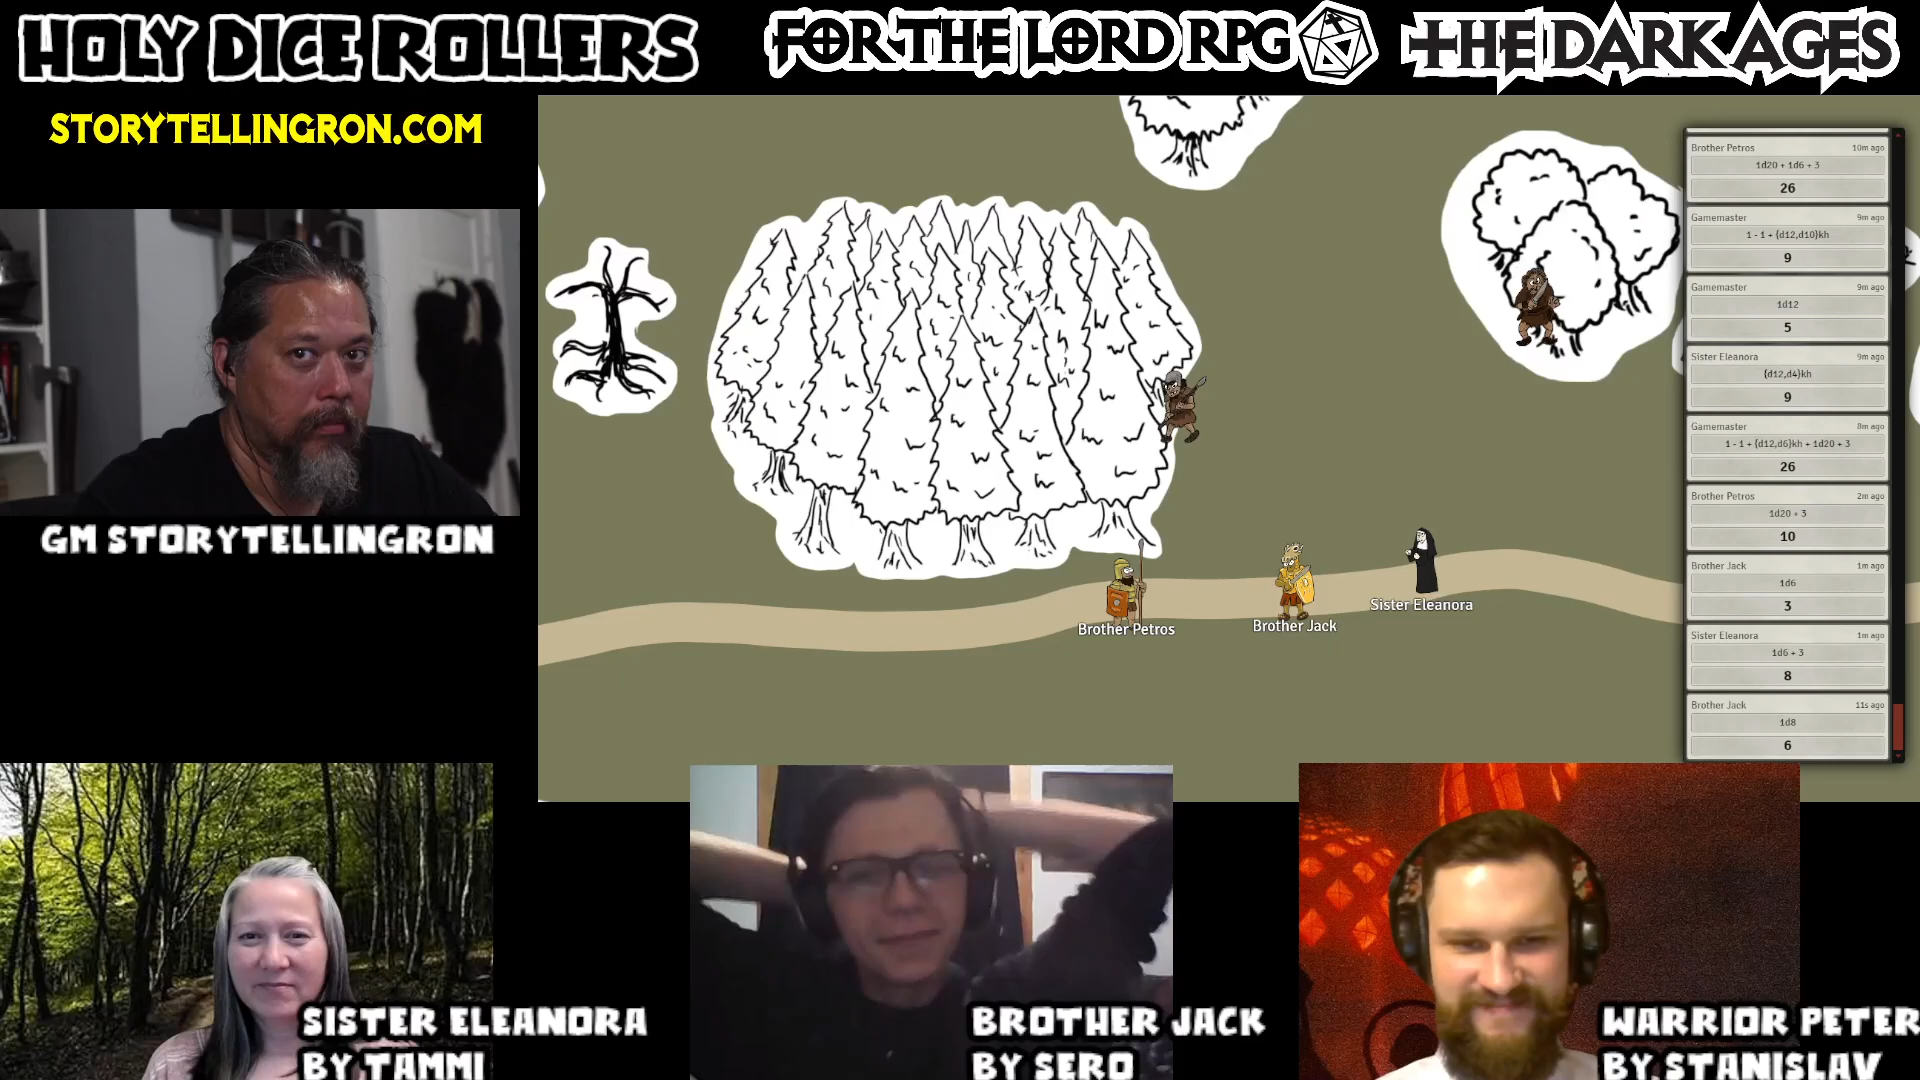 HOLY DICE ROLLERS
FOR THE LORD RPG
THE DARK AGES
STORYTELLINGRON.COM
GM STORYTELLINGRON
Brother Petros
Brother Jack
Sister Eleanora
Brother Petros 10m ago
1d20 + 1d6 + 3
26
Gamemaster 9m ago
1 - 1 + {d12,d10}kh
9
Gamemaster 9m ago
1d12
5
Sister Eleanora 9m ago
{d12,d4}kh
9
Gamemaster 8m ago
1 - 1 + {d12,d6}kh + 1d20 + 3
26
Brother Petros 2m ago
1d20 + 3
10
Brother Jack 1m ago
1d6
3
Sister Eleanora 1m ago
1d6 + 3
8
Brother Jack 11s ago
1d8
6
SISTER ELEANORA
BY TAMMI
BROTHER JACK
BY SERO
WARRIOR PETER
BY STANISLAV